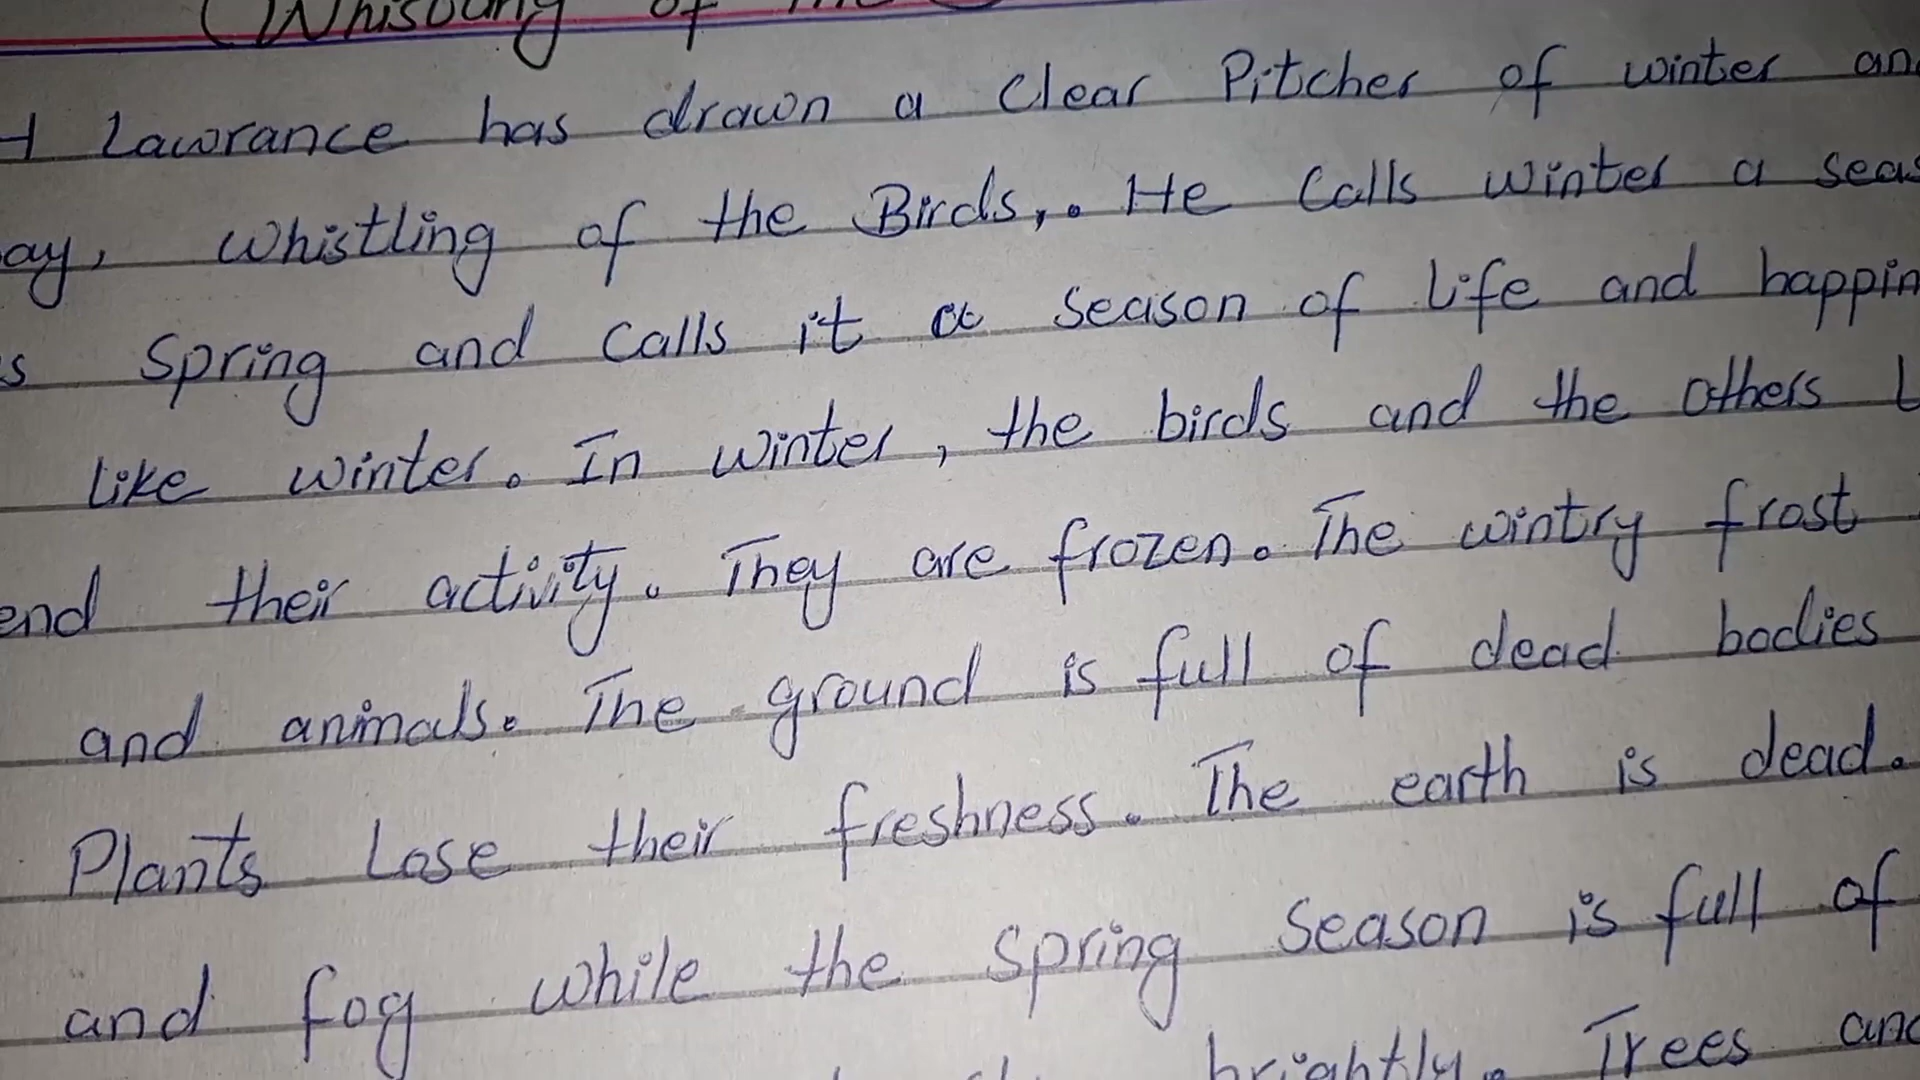 of the
H Lawrance has drawn a Clear Pitcher of winter an
ay, whistling of the Birds,. He Calls winter a seas
s spring and calls it a season of life and happin
like winter. In winter, the birds and the others
end their activity. They are frozen. The wintry frost
and animals. The ground is full of dead bodies
Plants Lose their freshness. The earth is dead.
and fog while the spring season is full of
brightly. Trees and